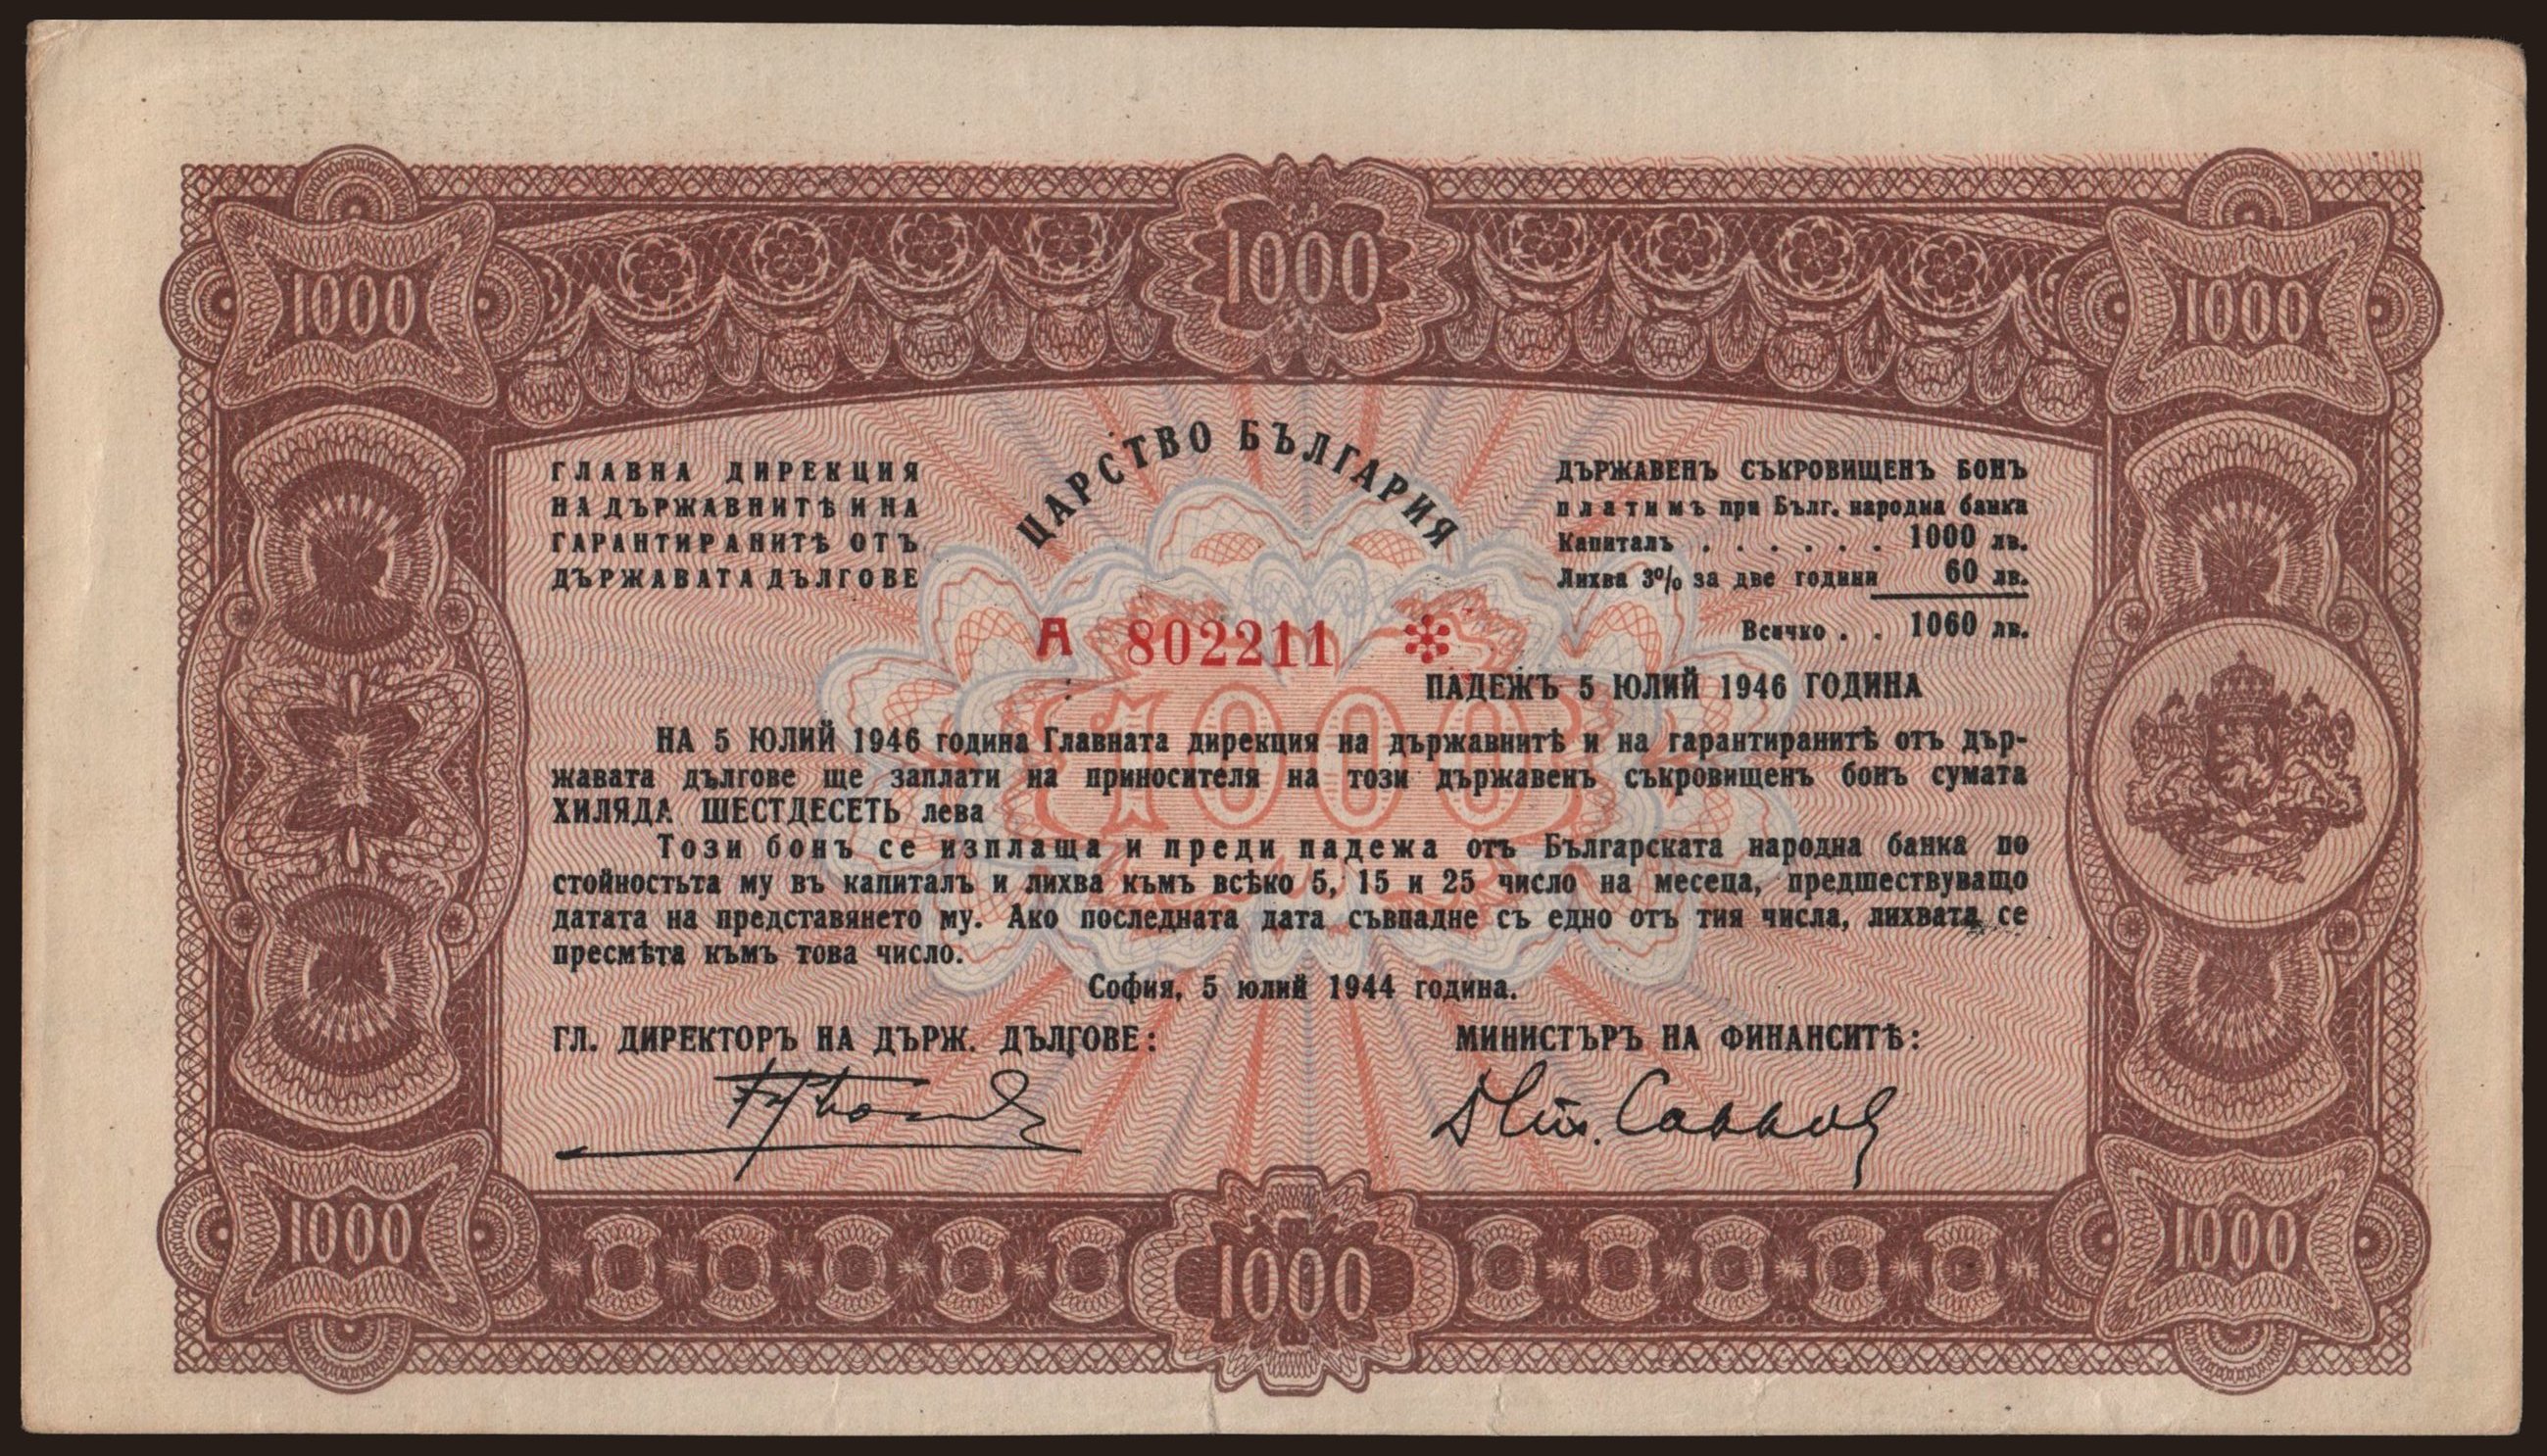 1000
1000
1000
ЦАРСТВО БЪЛГАРИЯ
ГЛАВНА ДИРЕКЦИЯ
НА ДЪРЖАВНИТѢ И НА
ГАРАНТИРАНИТѢ ОТЪ
ДЪРЖАВАТА ДЪЛГОВЕ
ДЪРЖАВЕНЪ СЪКРОВИЩЕНЪ БОНЪ
платимъ при Бълг. народна банка
Капиталъ . . . . . . 1000 лв.
Лихва 3% за две години 60 лв.
Всичко . . 1060 лв.
А 802211 *
ПАДЕЖЪ 5 ЮЛИЙ 1946 ГОДИНА
1000
НА 5 ЮЛИЙ 1946 година Главната дирекция на държавнитѣ и на гарантиранитѣ отъ дър-
жавата дългове ще заплати на приносителя на този държавенъ съкровищенъ бонъ сумата
ХИЛЯДА ШЕСТДЕСЕТЬ лева
Този бонъ се изплаща и преди падежа отъ Българската народна банка по
стойностьта му въ капиталъ и лихва къмъ всѣко 5, 15 и 25 число на месеца, предшествуващо
датата на представянето му. Ако последната дата съвпадне съ едно отъ тия числа, лихвата се
пресмѣта къмъ това число.
София, 5 юлий 1944 година.
ГЛ. ДИРЕКТОРЪ НА ДЪРЖ. ДЪЛГОВЕ:
МИНИСТЪРЪ НА ФИНАНСИТѢ:
1000
1000
1000